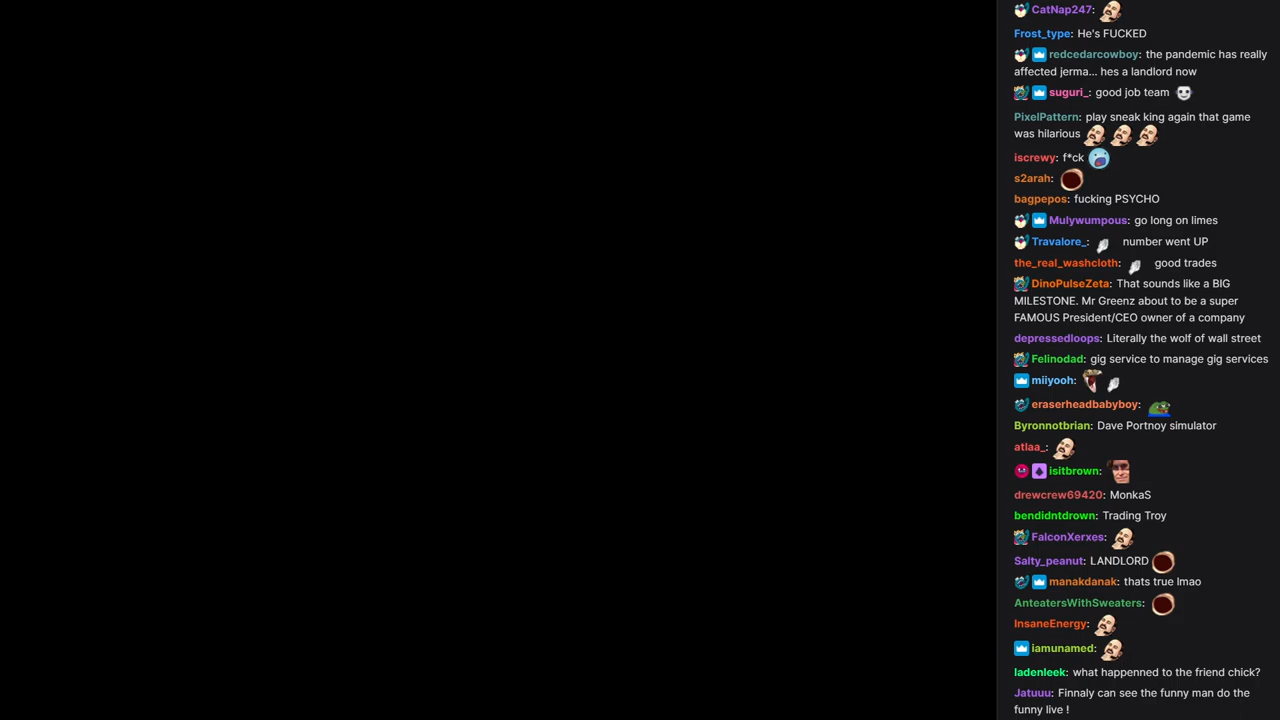 CatNap247:
Frost_type: He's FUCKED
redcedarcowboy: the pandemic has really
affected jerma... hes a landlord now
suguri_: good job team
PixelPattern: play sneak king again that game
was hilarious
iscrewy: f*ck
s2arah:
bagpepos: fucking PSYCHO
Mulywumpous: go long on limes
Travalore_: number went UP
the_real_washcloth: good trades
DinoPulseZeta: That sounds like a BIG
MILESTONE. Mr Greenz about to be a super
FAMOUS President/CEO owner of a company
depressedloops: Literally the wolf of wall street
Felinodad: gig service to manage gig services
miiyooh:
eraserheadbabyboy:
Byronnotbrian: Dave Portnoy simulator
atlaa_:
isitbrown:
drewcrew69420: MonkaS
bendidntdrown: Trading Troy
FalconXerxes:
Salty_peanut: LANDLORD
manakdanak: thats true lmao
AnteatersWithSweaters:
InsaneEnergy:
iamunamed:
ladenleek: what happenned to the friend chick?
Jatuuu: Finnaly can see the funny man do the
funny live !